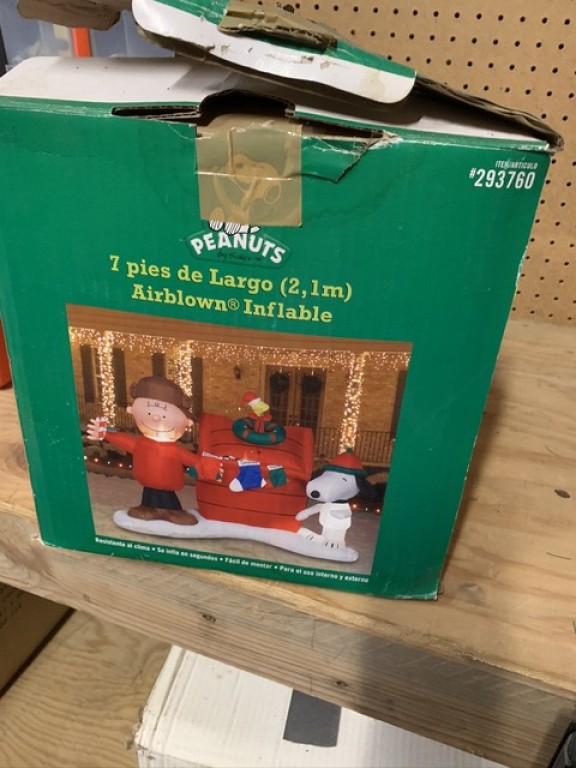 ITEM/ARTICULO
#293760
PEANUTS
7 pies de Largo (2,1m)
Airblown® Inflable
Resistente al clima • Se infla en segundos • Fácil de montar • Para el uso interno y externo